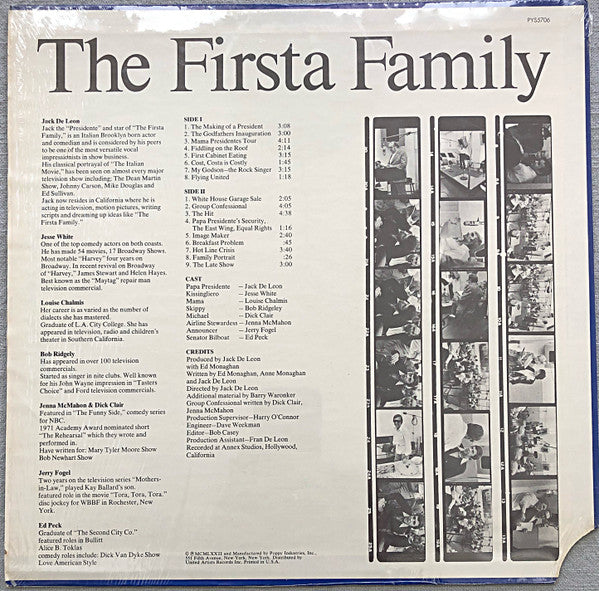 PYS5706
The Firsta Family
Jack De Leon
Jack the "Presidente" and star of "The Firsta
Family," is an Italian Bronx born actor
and comedian and is considered by his peers
to be one of the most versatile vocal
impressionists in show business.
His classical portrayal of "The Italian
Movie," has been seen on almost every major
television show including; The Dean Martin
Show, Johnny Carson, Mike Douglas and
Ed Sullivan.
Jack now resides in California where he is
acting in television, motion pictures, writing
scripts and dreaming up ideas like "The
Firsta Family."
Jesse White
One of the top comedy actors on both coasts.
He has made 54 movies, 17 Broadway Shows.
Most notable "Harvey" four years on
Broadway. In recent revival on Broadway
of "Harvey," James Stewart and Helen Hayes.
Best known as the "Maytag" repair man
television commercial.
Louise Chalmis
Her career is as varied as the number of
dialects she has mastered.
Graduate of L.A. City College. She has
appeared in television, radio and children's
theater in Southern California.
Bob Ridgely
Has appeared in over 100 television
commercials.
Started as singer in nite clubs. Well known
for his John Wayne impression in "Tasters
Choice" and Ford television commercials.
Jenna McMahon & Dick Clair
Featured in "The Funny Side," comedy series
for NBC.
1971 Academy Award nominated short
"The Rehearsal" which they wrote and
performed in.
Have written for: Mary Tyler Moore Show
Bob Newhart Show
Jerry Fogel
Two years on the television series "Mothers-
in-Law," played Kay Ballard's son.
featured role in the movie "Tora, Tora, Tora."
disc jockey for WBBF in Rochester, New
York.
Ed Peck
Graduate of "The Second City Co."
featured roles in Bullitt
Alice B. Toklas
comedy roles include: Dick Van Dyke Show
Love American Style
SIDE I
1. The Making of a President 3:08
2. The Godfathers Inauguration 3:00
3. Mama Presidentes Tour 4:11
4. Fiddling on the Roof 2:14
5. First Cabinet Eating 3:15
6. Cost, Costa is Costly 1:45
7. My Godson—the Rock Singer 3:15
8. Flying United 1:18
SIDE II
1. White House Garage Sale 2:05
2. Group Confessional 4:05
3. The Hit 4:38
4. Papa Presidente's Security,
The East Wing, Equal Rights 1:16
5. Image Maker 2:40
6. Breakfast Problem :45
7. Hot Line Crisis 3:40
8. Family Portrait :26
9. The Late Show 3:00
CAST
Papa Presidente —Jack De Leon
Kissingliero —Jesse White
Mama —Louise Chalmis
Skippy —Bob Ridgeley
Michael —Dick Clair
Airline Stewardess —Jenna McMahon
Announcer —Jerry Fogel
Senator Bilboat —Ed Peck
CREDITS
Produced by Jack De Leon
with Ed Monaghan
Written by Ed Monaghan, Anne Monaghan
and Jack De Leon
Directed by Jack De Leon
Additional material by Barry Waronker
Group Confessional written by Dick Clair,
Jenna McMahon
Production Supervisor—Harry O'Connor
Engineer—Dave Weekman
Editor—Bob Casey
Production Assistant—Fran De Leon
Recorded at Annex Studios, Hollywood,
California
© ℗ MCMLXXII and Manufactured by Poppy Industries, Inc.,
555 Fifth Avenue, New York, New York. Distributed by
United Artists Records Inc. Printed in U.S.A.